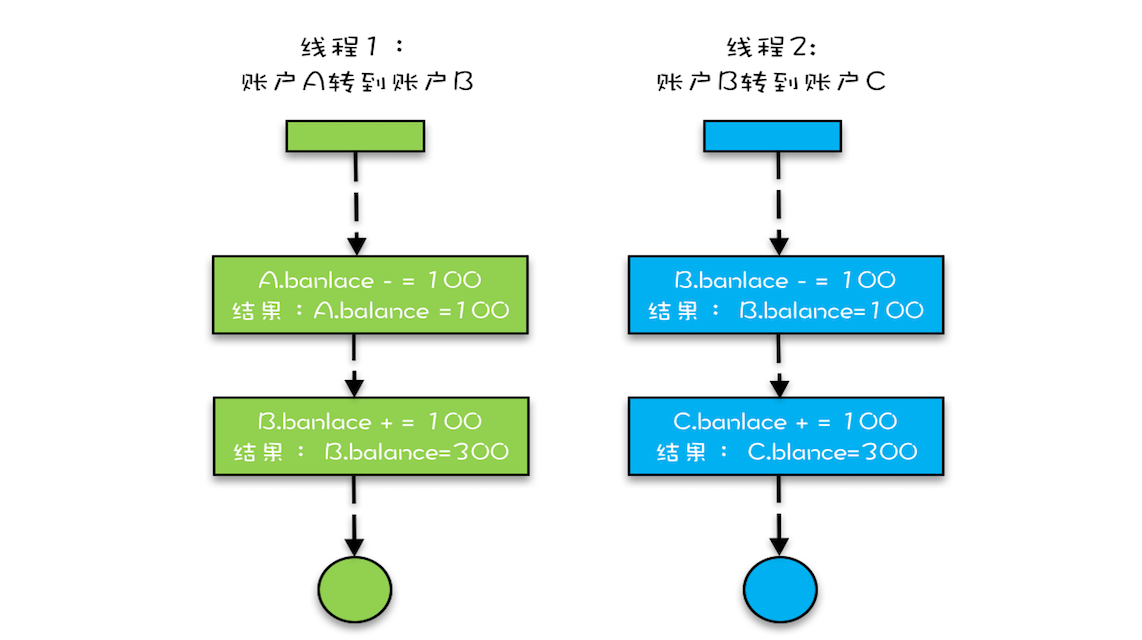 线程1：
账户A转到账户B
A.banlace - = 100
结果：A.balance =100
B.banlace + = 100
结果： B.balance=300
线程2:
账户B转到账户C
B.banlace - = 100
结果： B.balance=100
C.banlace + = 100
结果： C.blance=300